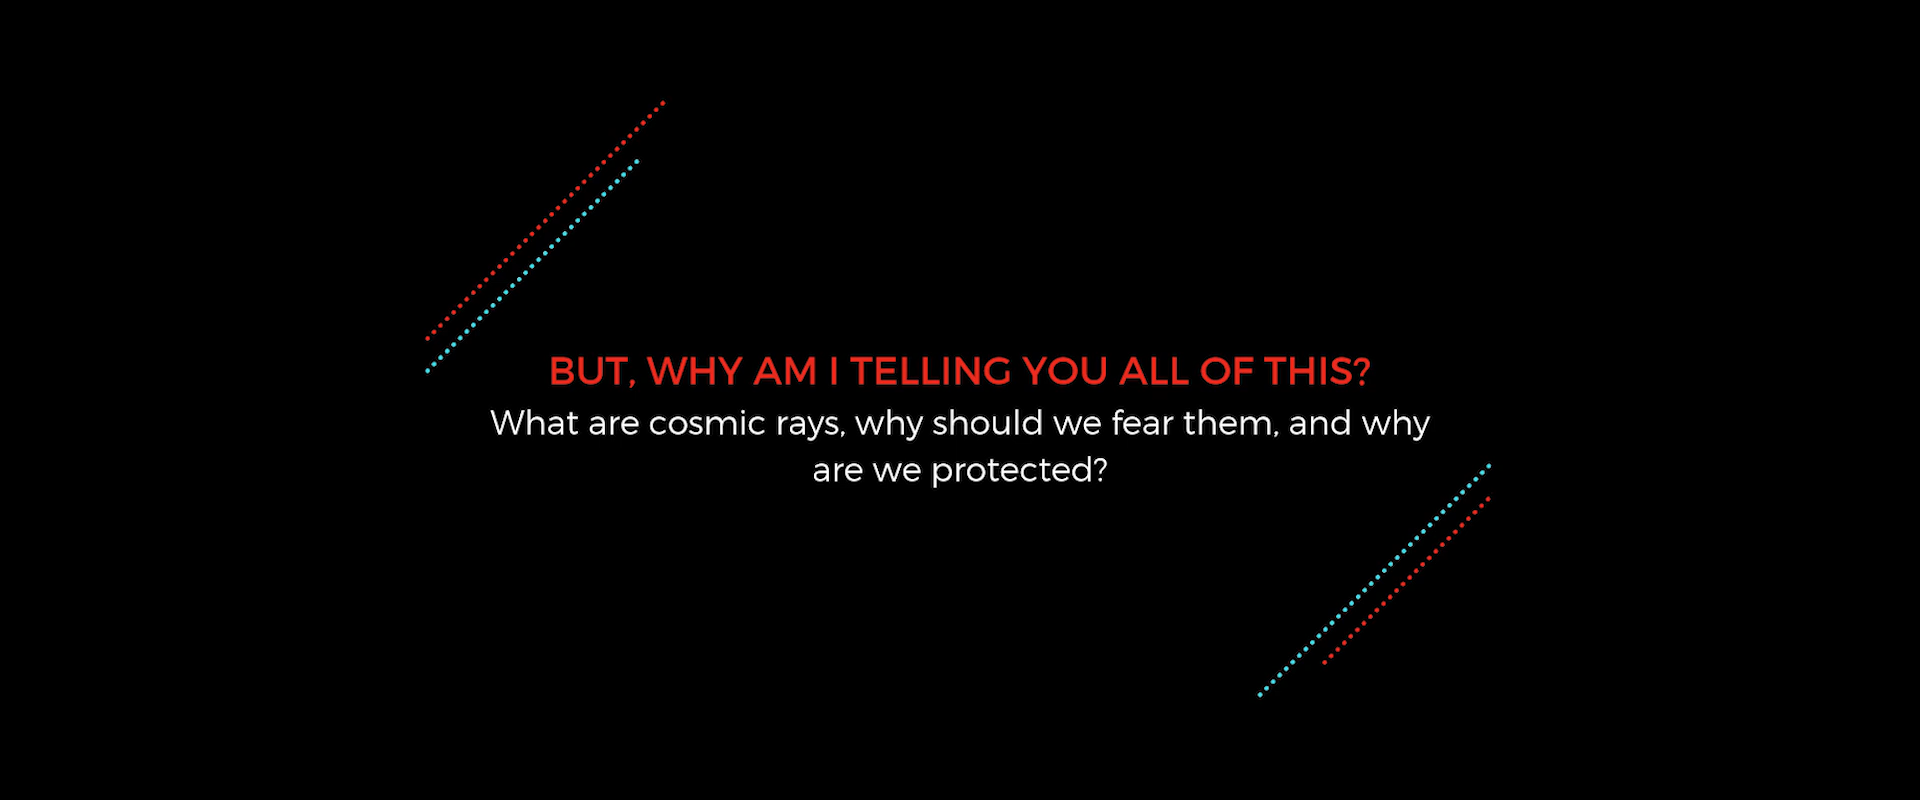 BUT, WHY AM I TELLING YOU ALL OF THIS?
What are cosmic rays, why should we fear them, and why
are we protected?